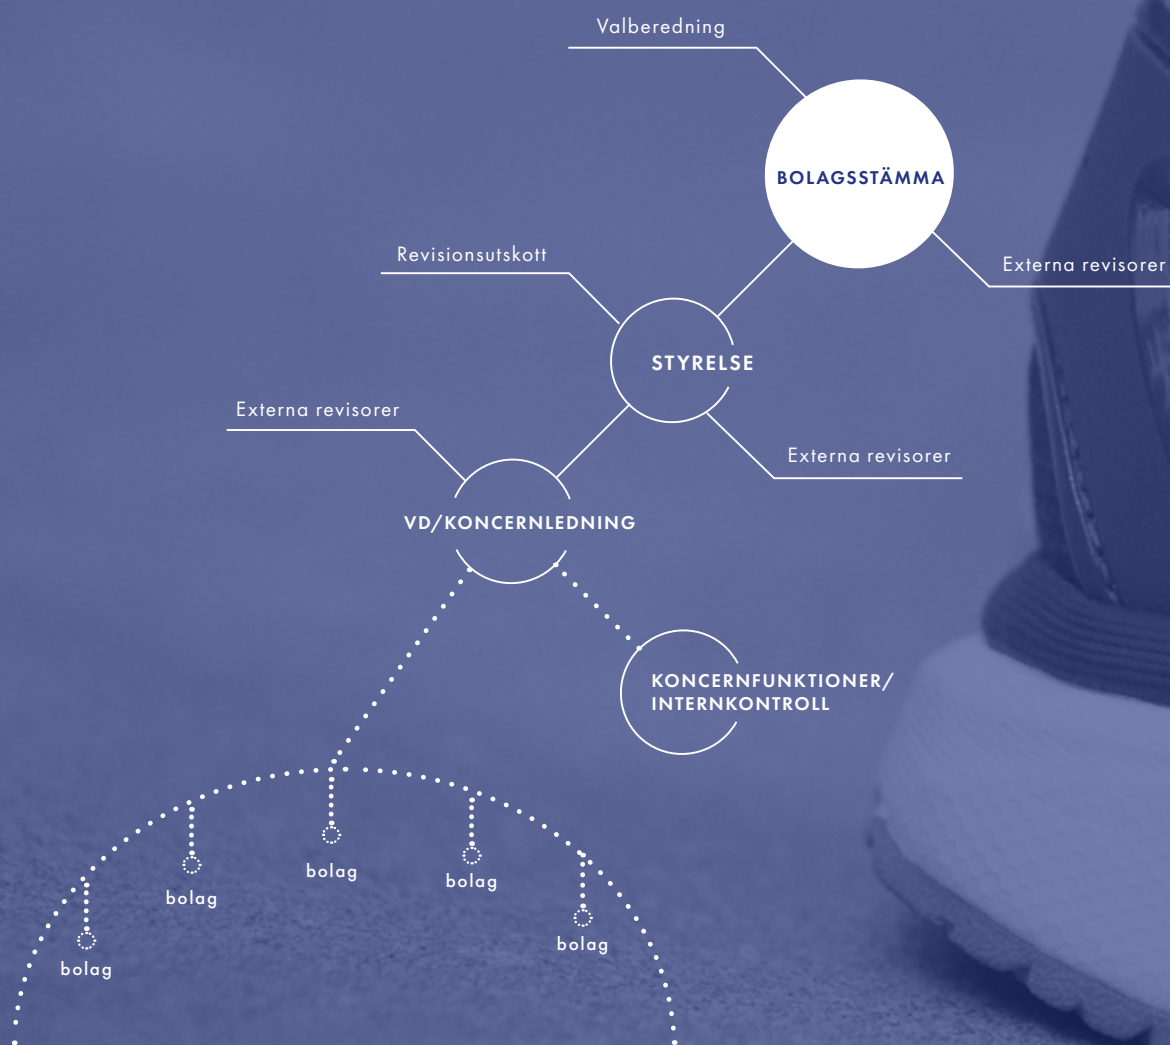 Valberedning
BOLAGSSTÄMMA
Revisionsutskott
Externa revisorer
STYRELSE
Externa revisorer
Externa revisorer
VD/KONCERNLEDNING
KONCERNFUNKTIONER/
INTERNKONTROLL
bolag
bolag
bolag
bolag
bolag